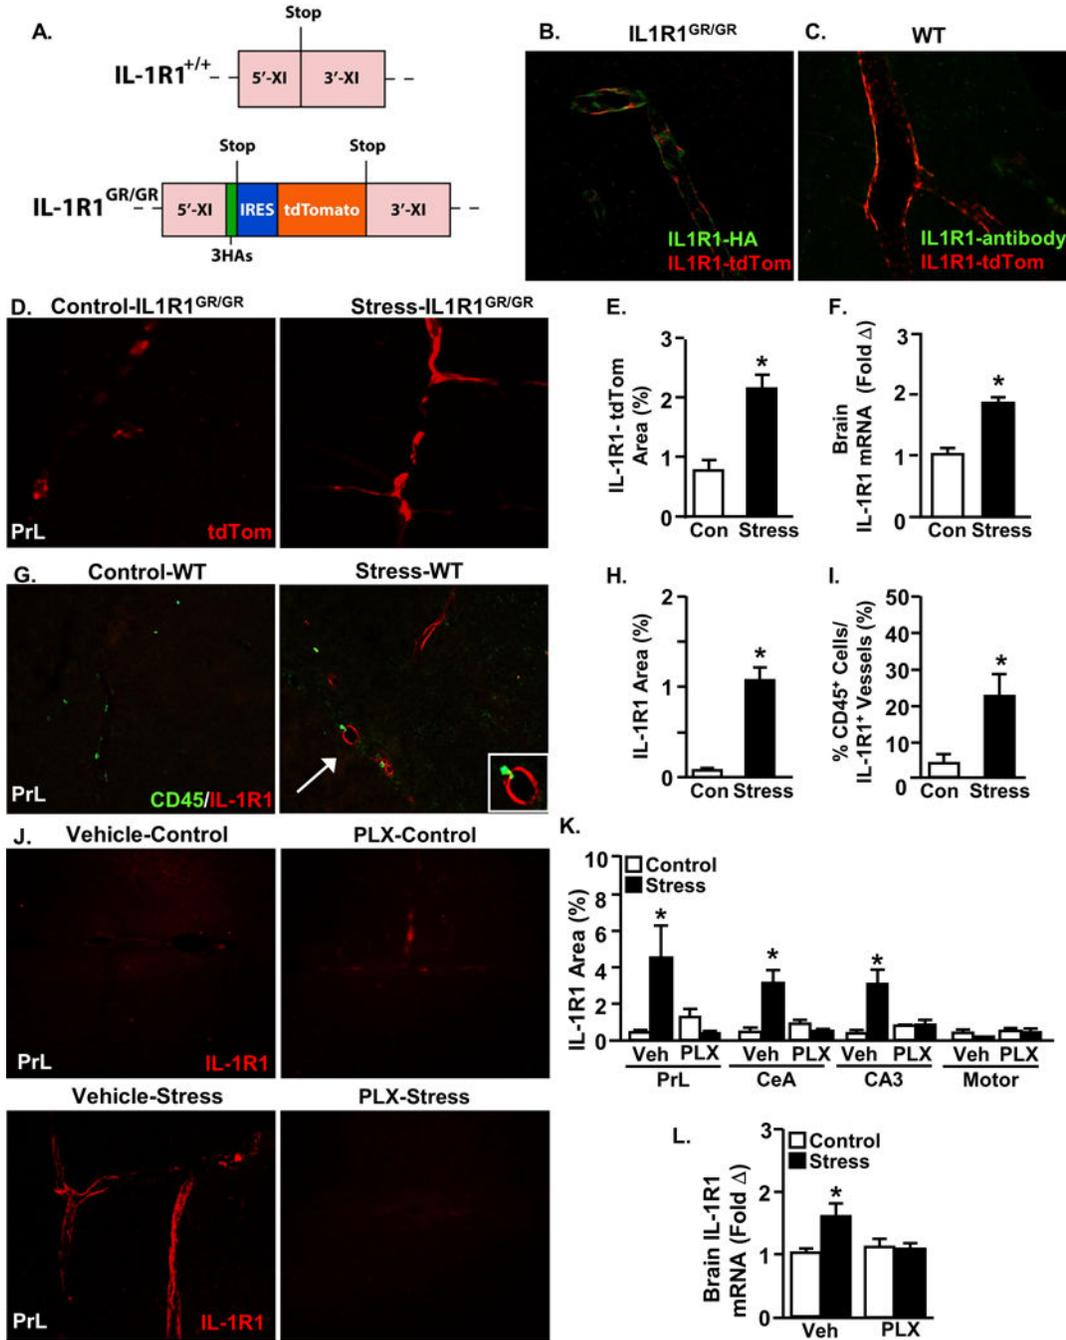 A.
Stop
IL-1R1+/+
5′-XI
3′-XI
Stop
Stop
IL-1R1GR/GR
5′-XI
IRES
tdTomato
3′-XI
3HAs
B.
IL1R1GR/GR
IL1R1-HA
IL1R1-tdTom
C.
WT
IL1R1-antibody
IL1R1-tdTom
D.
Control-IL1R1GR/GR
Stress-IL1R1GR/GR
PrL
tdTom
E.
IL-1R1- tdTom
Area (%)
3
2
1
0
*
Con
Stress
F.
Brain
IL-1R1 mRNA (Fold Δ)
3
2
1
0
*
Con
Stress
G.
Control-WT
Stress-WT
PrL
CD45/IL-1R1
H.
IL-1R1 Area (%)
2
1
0
*
Con
Stress
I.
% CD45+ Cells/
IL-1R1+ Vessels (%)
50
40
30
20
10
0
*
Con
Stress
J.
Vehicle-Control
PLX-Control
PrL
IL-1R1
Vehicle-Stress
PLX-Stress
PrL
IL-1R1
K.
IL-1R1 Area (%)
10
8
6
4
2
0
Control
Stress
*
*
*
Veh
PLX
Veh
PLX
Veh
PLX
Veh
PLX
PrL
CeA
CA3
Motor
L.
Brain IL-1R1
mRNA (Fold Δ)
3
2
1
0
Control
Stress
*
Veh
PLX